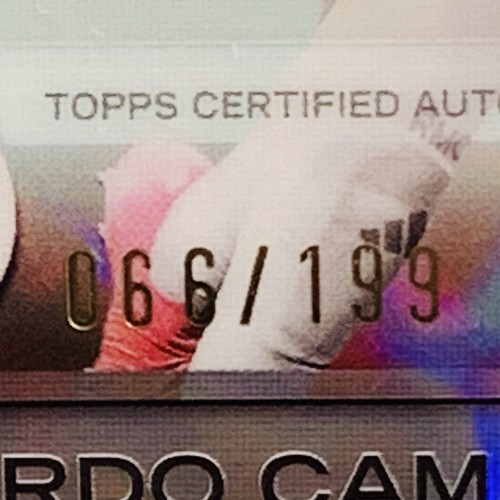 TOPPS CERTIFIED AUTO
066/199
RDO CAM